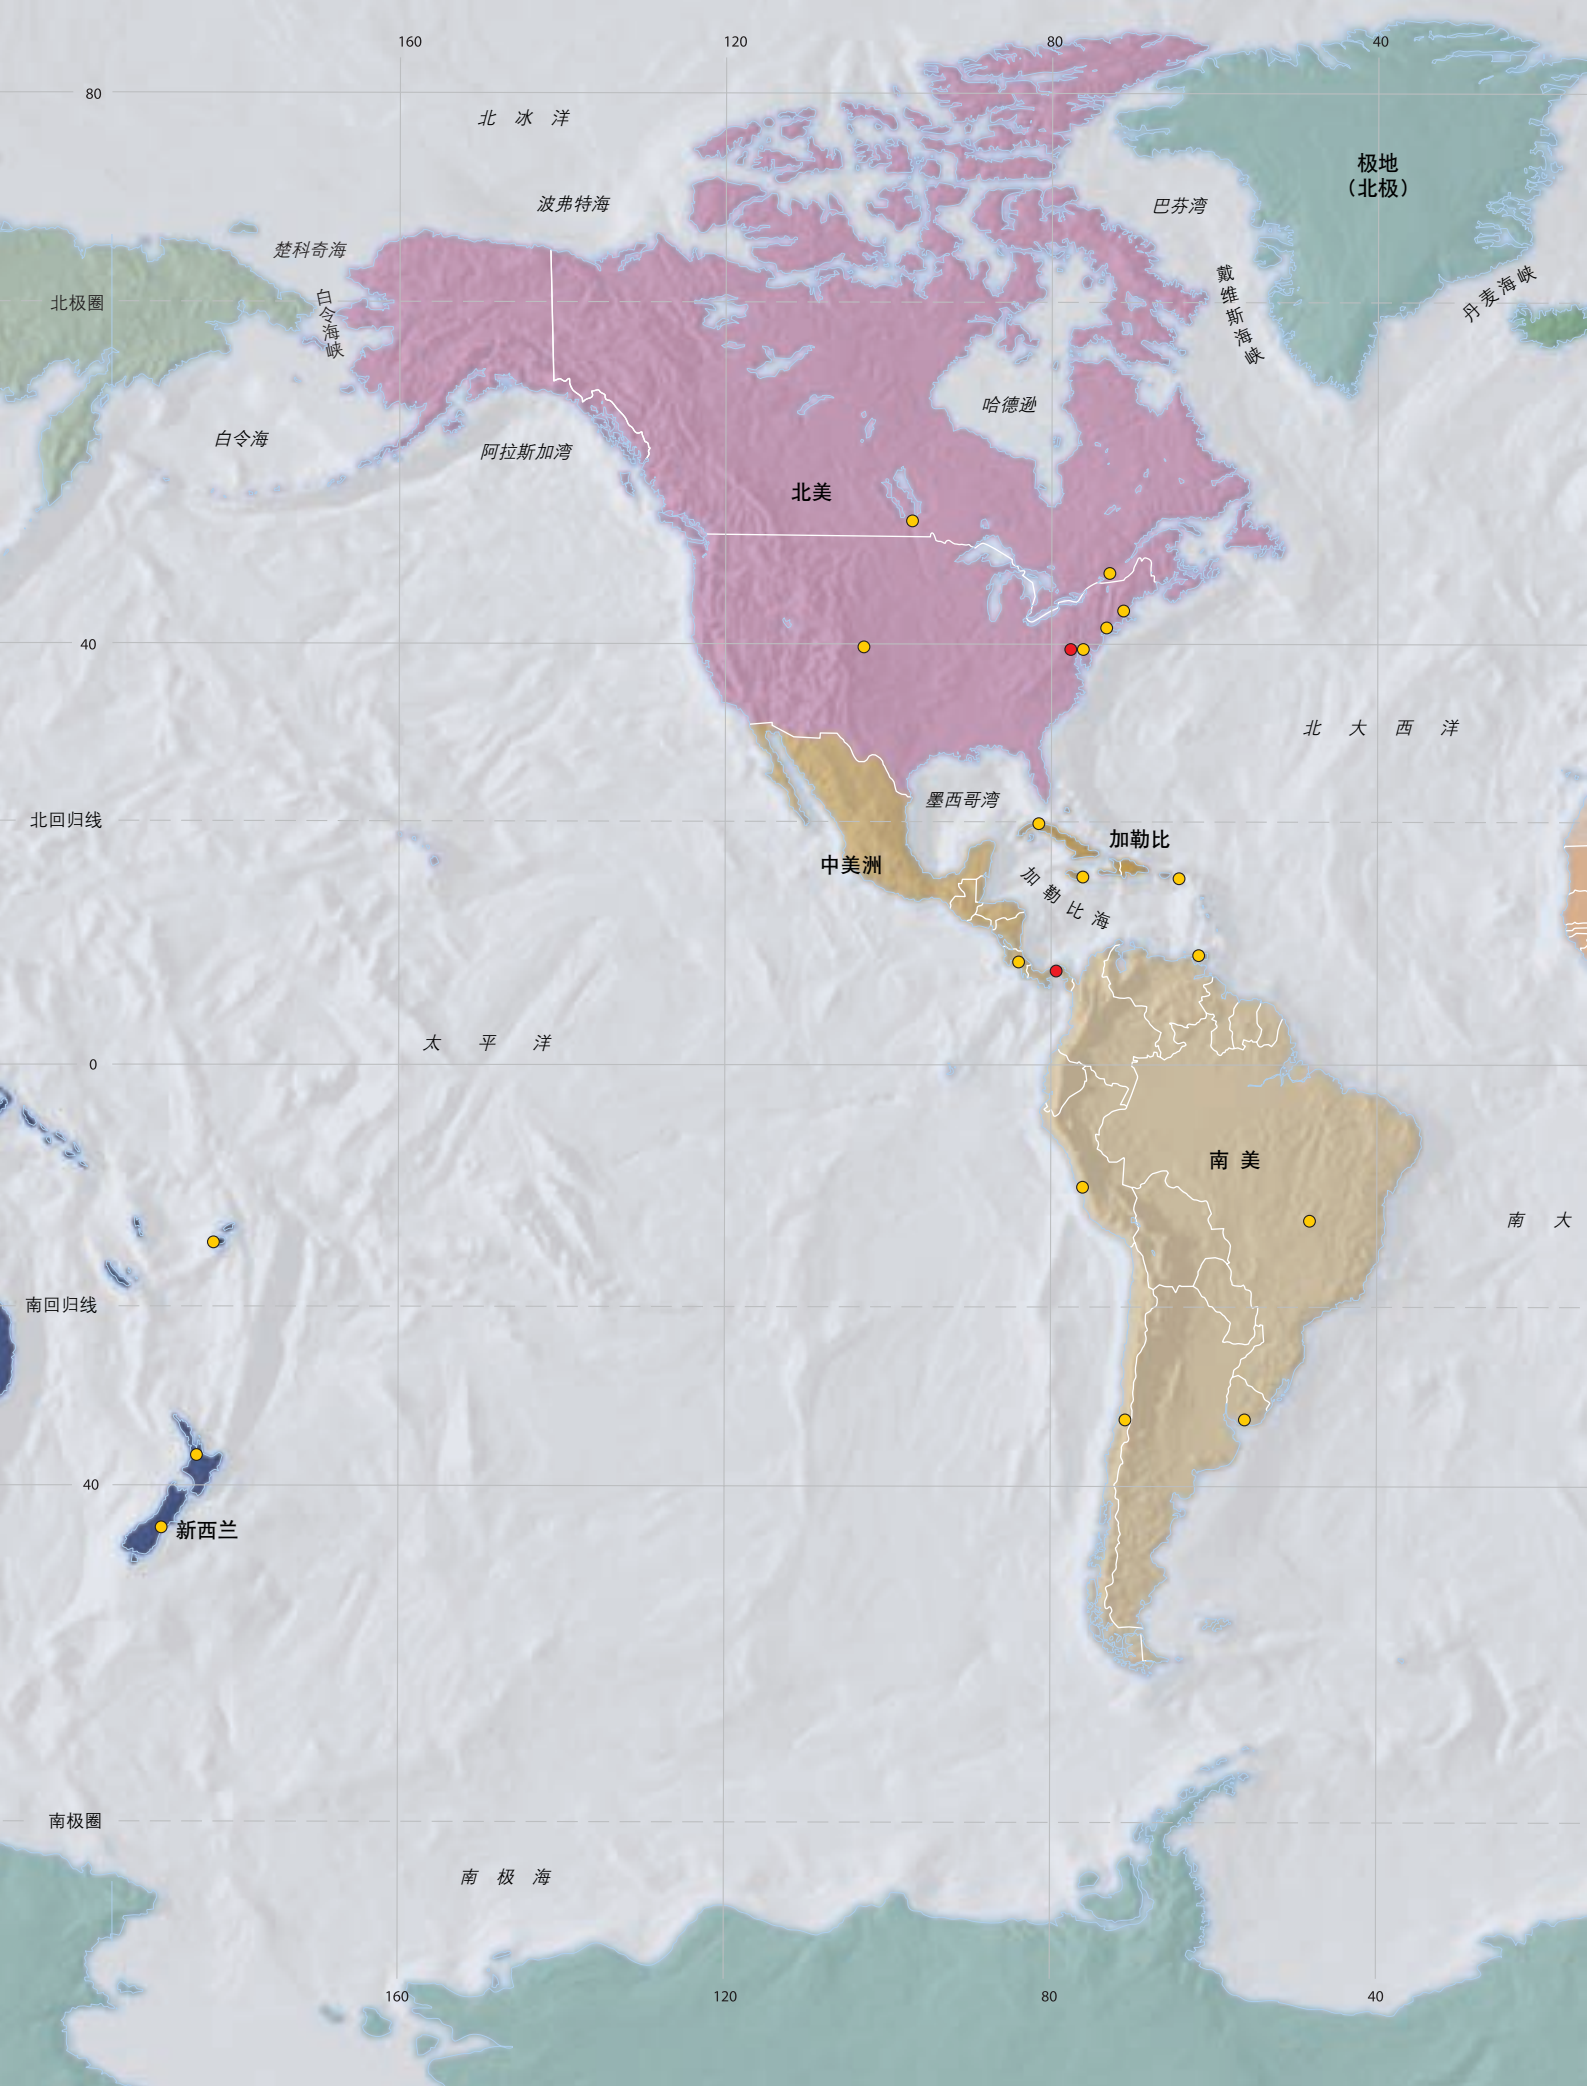 160
120
80
40
80
北冰洋
极地
（北极）
波弗特海
巴芬湾
楚科奇海
白令海峡
北极圈
戴维斯海峡
丹麦海峡
哈德逊
白令海
阿拉斯加湾
北美
40
北大西洋
墨西哥湾
北回归线
加勒比
中美洲
加勒比海
太平洋
0
南美
南大
南回归线
40
新西兰
南极圈
南极海
160
120
80
40